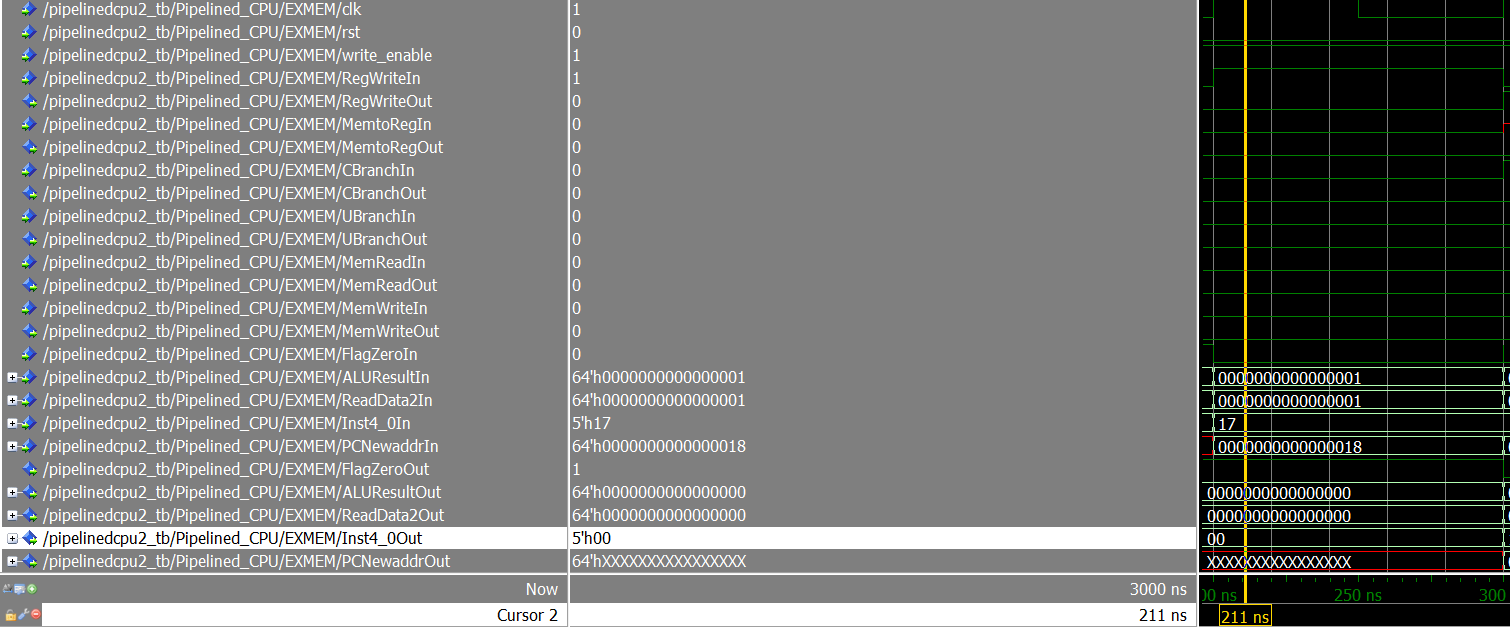 /pipelinedcpu2_tb/Pipelined_CPU/EXMEM/clk 1
/pipelinedcpu2_tb/Pipelined_CPU/EXMEM/rst 0
/pipelinedcpu2_tb/Pipelined_CPU/EXMEM/write_enable 1
/pipelinedcpu2_tb/Pipelined_CPU/EXMEM/RegWriteIn 1
/pipelinedcpu2_tb/Pipelined_CPU/EXMEM/RegWriteOut 0
/pipelinedcpu2_tb/Pipelined_CPU/EXMEM/MemtoRegIn 0
/pipelinedcpu2_tb/Pipelined_CPU/EXMEM/MemtoRegOut 0
/pipelinedcpu2_tb/Pipelined_CPU/EXMEM/CBranchIn 0
/pipelinedcpu2_tb/Pipelined_CPU/EXMEM/CBranchOut 0
/pipelinedcpu2_tb/Pipelined_CPU/EXMEM/UBranchIn 0
/pipelinedcpu2_tb/Pipelined_CPU/EXMEM/UBranchOut 0
/pipelinedcpu2_tb/Pipelined_CPU/EXMEM/MemReadIn 0
/pipelinedcpu2_tb/Pipelined_CPU/EXMEM/MemReadOut 0
/pipelinedcpu2_tb/Pipelined_CPU/EXMEM/MemWriteIn 0
/pipelinedcpu2_tb/Pipelined_CPU/EXMEM/MemWriteOut 0
/pipelinedcpu2_tb/Pipelined_CPU/EXMEM/FlagZeroIn 0
/pipelinedcpu2_tb/Pipelined_CPU/EXMEM/ALUResultIn 64'h0000000000000001 0000000000000001
/pipelinedcpu2_tb/Pipelined_CPU/EXMEM/ReadData2In 64'h0000000000000001 0000000000000001
/pipelinedcpu2_tb/Pipelined_CPU/EXMEM/Inst4_0In 5'h17 17
/pipelinedcpu2_tb/Pipelined_CPU/EXMEM/PCNewaddrIn 64'h0000000000000018 0000000000000018
/pipelinedcpu2_tb/Pipelined_CPU/EXMEM/FlagZeroOut 1
/pipelinedcpu2_tb/Pipelined_CPU/EXMEM/ALUResultOut 64'h0000000000000000 0000000000000000
/pipelinedcpu2_tb/Pipelined_CPU/EXMEM/ReadData2Out 64'h0000000000000000 0000000000000000
/pipelinedcpu2_tb/Pipelined_CPU/EXMEM/Inst4_0Out 5'h00 00
/pipelinedcpu2_tb/Pipelined_CPU/EXMEM/PCNewaddrOut 64'hXXXXXXXXXXXXXXXX XXXXXXXXXXXXXXXX
Now 3000 ns 00 ns 250 ns 300
Cursor 2 211 ns 211 ns